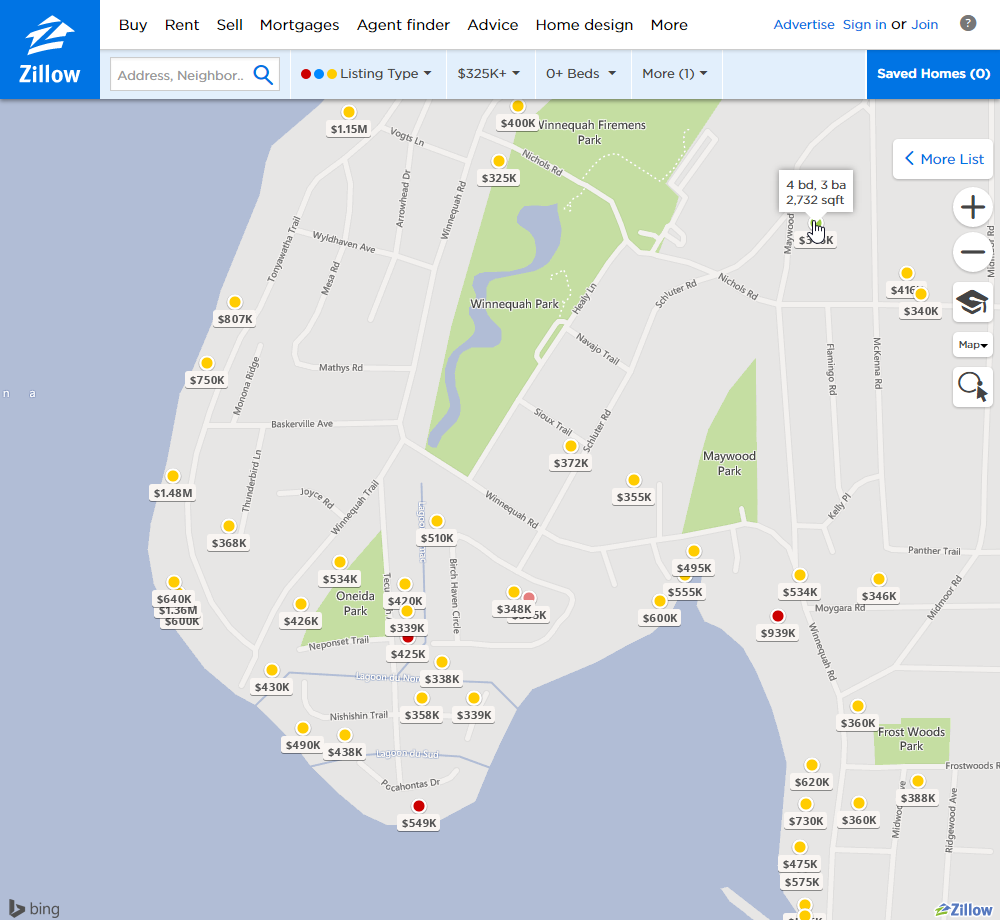 Buy Rent Sell Mortgages Agent finder Advice Home design More Advertise Sign in or Join ?
Zillow
Address, Neighbor.. Listing Type $325K+ 0+ Beds More (1) Saved Homes (0)
$1.15M
$400K
Winnequah Firemens
Park
Vogts Ln
Nichols Rd
More List
$325K
4 bd, 3 ba
2,732 sqft
Arrowhead Dr
Winnequah Rd
Maywood
Tonyawatha Trail
Wyldhaven Ave
Mesa Rd
Schluter Rd
Nichols Rd
Healy Ln
$416K
$340K
Winnequah Park
$807K
Navajo Trail
Map
Monona Ridge
Mathys Rd
Flamingo Rd
McKenna Rd
$750K
n a
Baskerville Ave
Sioux Trail
Schluter Rd
$372K
Maywood
Park
Thunderbird Ln
$1.48M
Joyce Rd
Winnequah Trail
Winnequah Rd
$355K
Kelly Pl
$368K
$510K
Panther Trail
$534K
Birch Haven Circle
$495K
$555K
$534K
$346K
$640K
$1.36M
$600K
Oneida
Park
$420K
$348K
$426K
$339K
$600K
Moygara Rd
Midmoor Rd
$939K
Neponset Trail
$425K
Winnequah Rd
$430K
$338K
$358K
$339K
Nishishin Trail
$360K
Frost Woods
Park
$490K
$438K
Lagoon du Sud
Frostwoods R
$620K
Pocahontas Dr
$388K
$549K
$730K
$360K
Ridgewood Ave
$475K
$575K
bing
Zillow